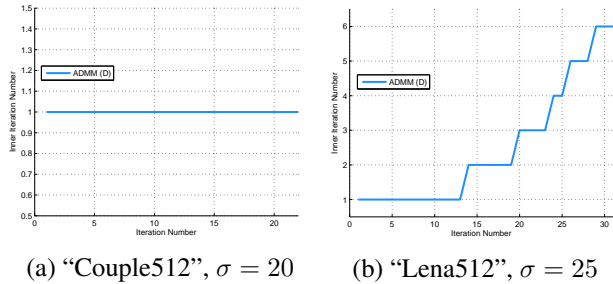 1.5
1.4
1.3
1.2
1.1
1
0.9
0.8
0.7
0.6
0.5
Inner Iteration Number
ADMM (D)
0 5 10 15 20
Iteration Number
(a) “Couple512”, σ = 20
6
5
4
3
2
1
Inner Iteration Number
ADMM (D)
0 5 10 15 20 25 30
Iteration Number
(b) “Lena512”, σ = 25